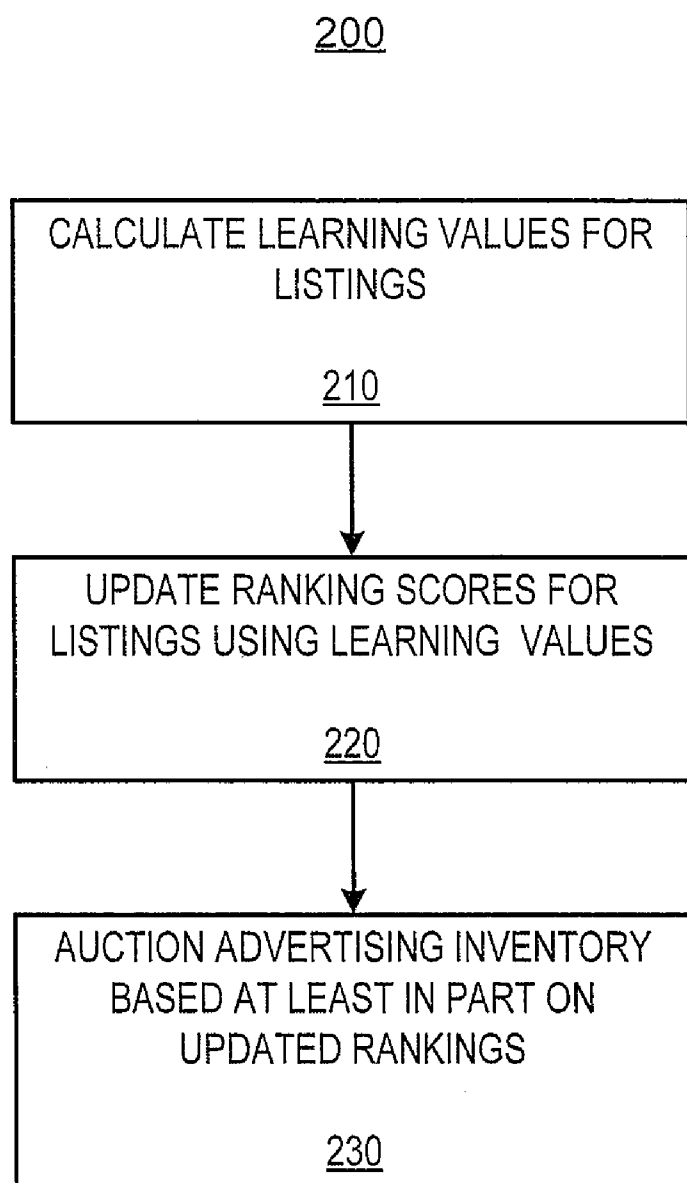 200
CALCULATE LEARNING VALUES FOR
LISTINGS
210
UPDATE RANKING SCORES FOR
LISTINGS USING LEARNING VALUES
220
AUCTION ADVERTISING INVENTORY
BASED AT LEAST IN PART ON
UPDATED RANKINGS
230